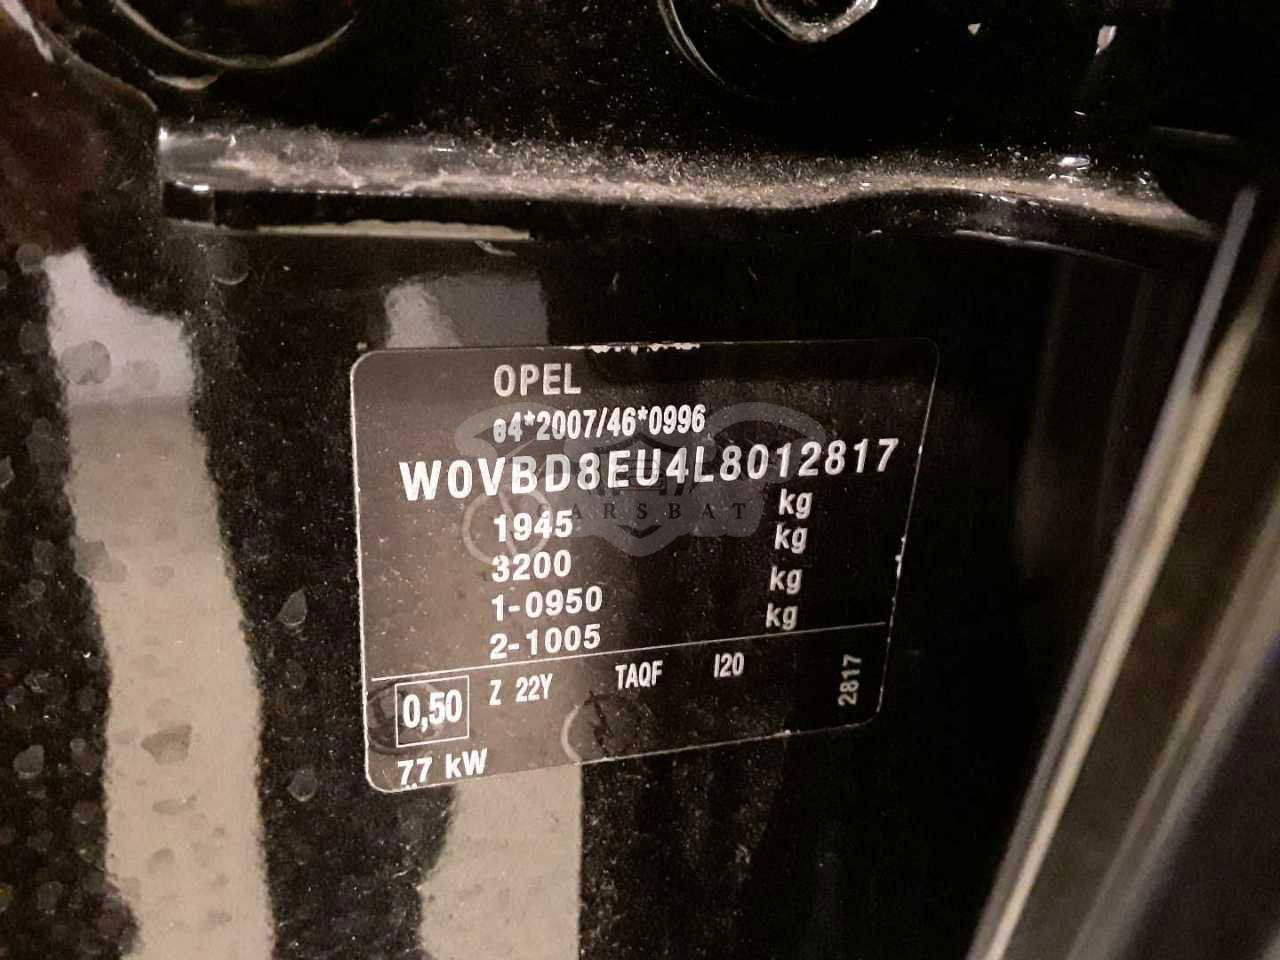 OPEL
e4*2007/46*0996
W0VBD8EU4L8012817
1945 kg
3200 kg
1-0950 kg
2-1005 kg
0,50 Z 22Y TAQF I20 2817
77 kW
CARSBAT